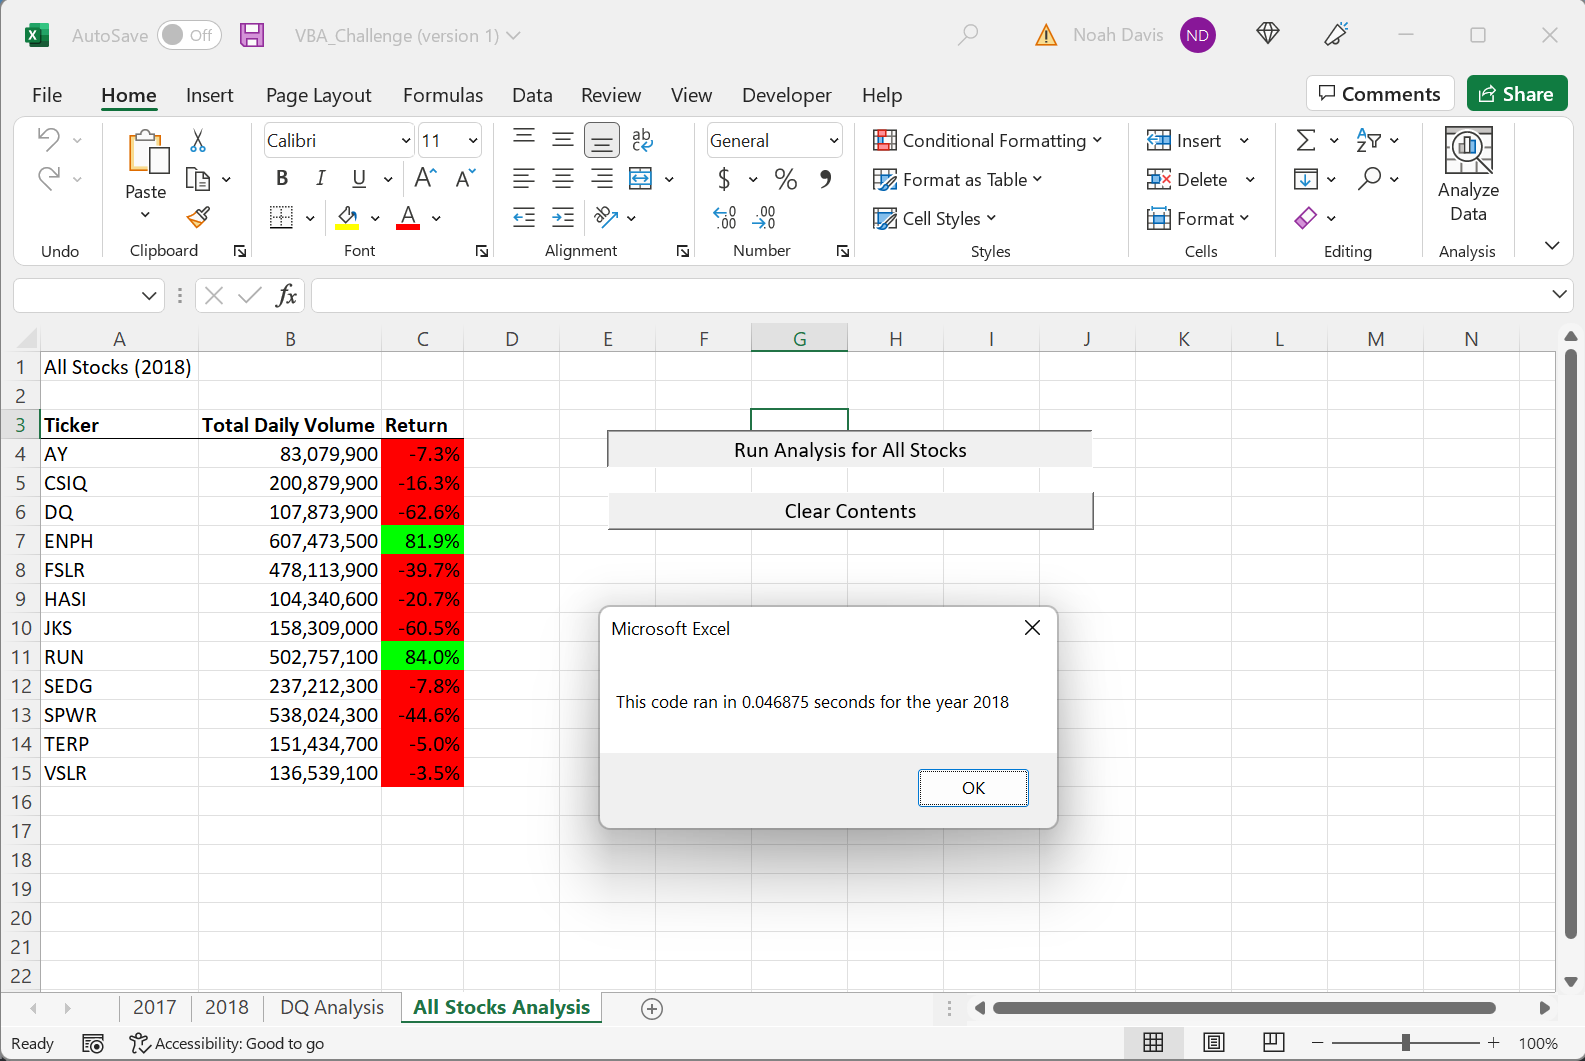 AutoSave Off VBA_Challenge (version 1) Noah Davis ND
File Home Insert Page Layout Formulas Data Review View Developer Help Comments Share
Calibri 11 ab General Conditional Formatting Insert
Paste B I U A A $ % Format as Table Delete Analyze Data
A Cell Styles Format
Undo Clipboard Font Alignment Number Styles Cells Editing Analysis
fx
A B C D E F G H I J K L M N
1 All Stocks (2018)
2
3 Ticker Total Daily Volume Return
4 AY 83,079,900 -7.3% Run Analysis for All Stocks
5 CSIQ 200,879,900 -16.3%
6 DQ 107,873,900 -62.6% Clear Contents
7 ENPH 607,473,500 81.9%
8 FSLR 478,113,900 -39.7%
9 HASI 104,340,600 -20.7%
10 JKS 158,309,000 -60.5% Microsoft Excel
11 RUN 502,757,100 84.0%
12 SEDG 237,212,300 -7.8%
This code ran in 0.046875 seconds for the year 2018
13 SPWR 538,024,300 -44.6%
14 TERP 151,434,700 -5.0%
15 VSLR 136,539,100 -3.5% OK
16
17
18
19
20
21
22
2017 2018 DQ Analysis All Stocks Analysis
Ready Accessibility: Good to go 100%